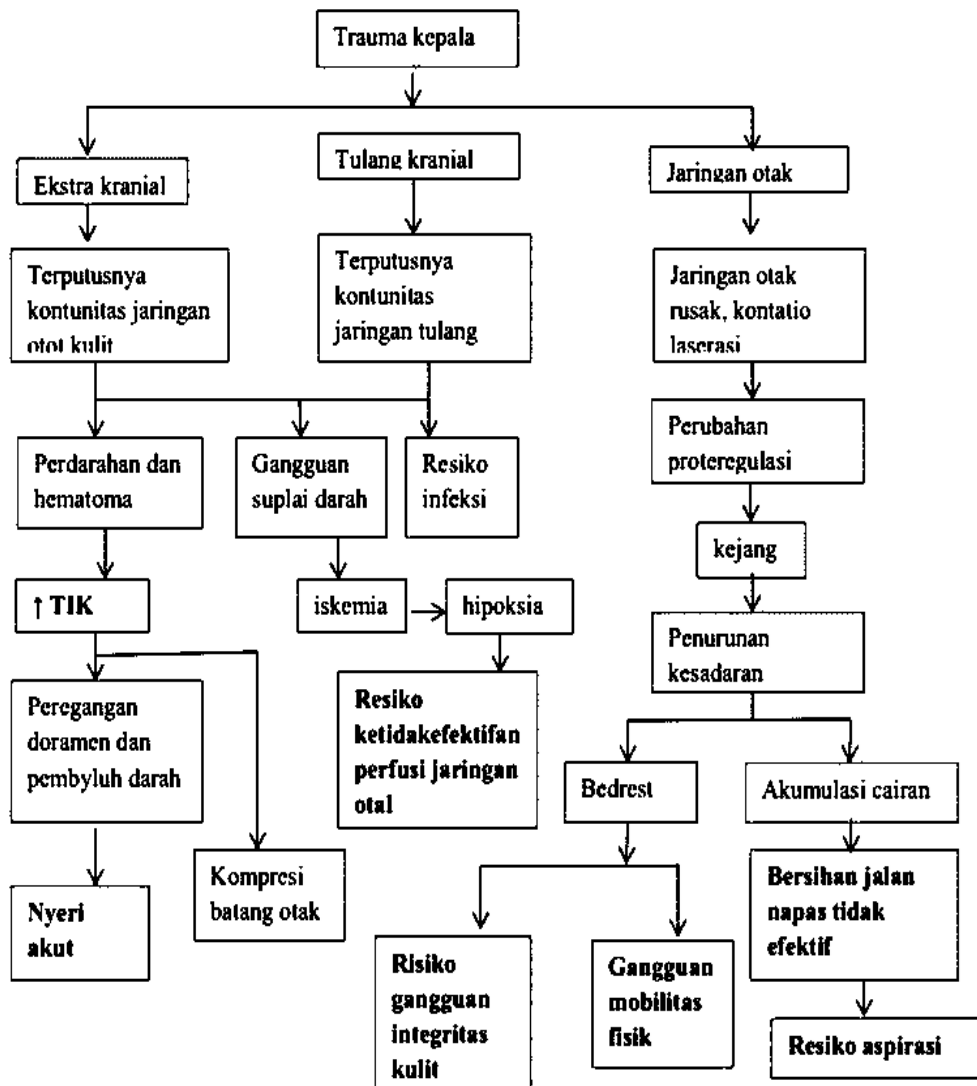 Trauma kepala
Ekstra kranial
Tulang kranial
Jaringan otak
Terputusnya
kontunitas jaringan
otot kulit
Terputusnya
kontunitas
jaringan tulang
Jaringan otak
rusak, kontatio
laserasi
Perdarahan dan
hematoma
Gangguan
suplai darah
Resiko
infeksi
Perubahan
proteregulasi
kejang
↑ TIK
iskemia
hipoksia
Penurunan
kesadaran
Peregangan
doramen dan
pembyluh darah
Resiko
ketidakefektifan
perfusi jaringan
otal
Bedrest
Akumulasi cairan
Nyeri
akut
Kompresi
batang otak
Bersihan jalan
napas tidak
efektif
Risiko
gangguan
integritas
kulit
Gangguan
mobilitas
fisik
Resiko aspirasi